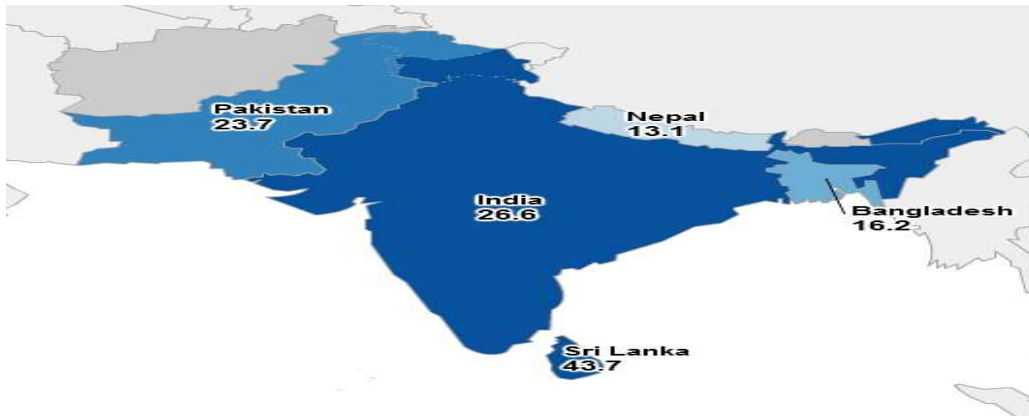 Pakistan
23.7
Nepal
13.1
India
26.6
Bangladesh
16.2
Sri Lanka
43.7